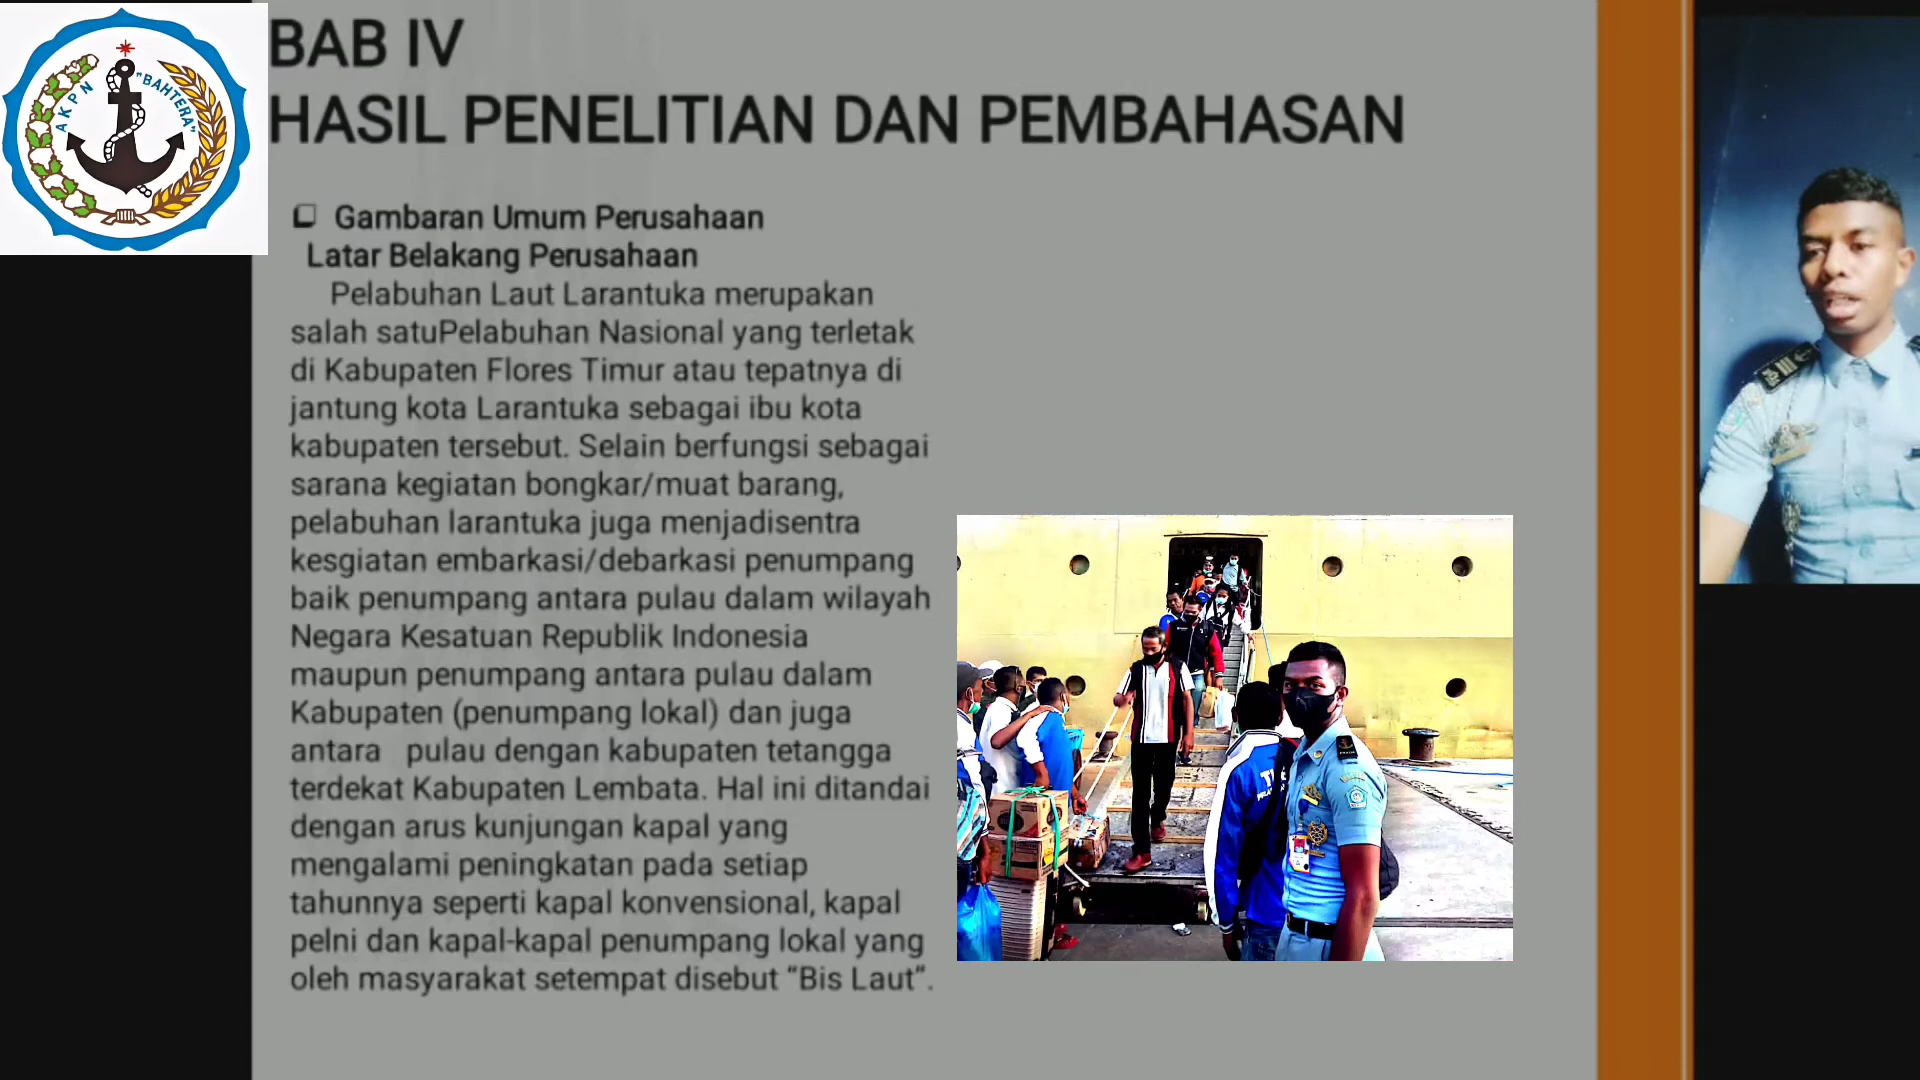 AKPN "BAHTERA"
BAB IV
HASIL PENELITIAN DAN PEMBAHASAN
Gambaran Umum Perusahaan
Latar Belakang Perusahaan
Pelabuhan Laut Larantuka merupakan
salah satuPelabuhan Nasional yang terletak
di Kabupaten Flores Timur atau tepatnya di
jantung kota Larantuka sebagai ibu kota
kabupaten tersebut. Selain berfungsi sebagai
sarana kegiatan bongkar/muat barang,
pelabuhan larantuka juga menjadisentra
kesgiatan embarkasi/debarkasi penumpang
baik penumpang antara pulau dalam wilayah
Negara Kesatuan Republik Indonesia
maupun penumpang antara pulau dalam
Kabupaten (penumpang lokal) dan juga
antara   pulau dengan kabupaten tetangga
terdekat Kabupaten Lembata. Hal ini ditandai
dengan arus kunjungan kapal yang
mengalami peningkatan pada setiap
tahunnya seperti kapal konvensional, kapal
pelni dan kapal-kapal penumpang lokal yang
oleh masyarakat setempat disebut “Bis Laut”.